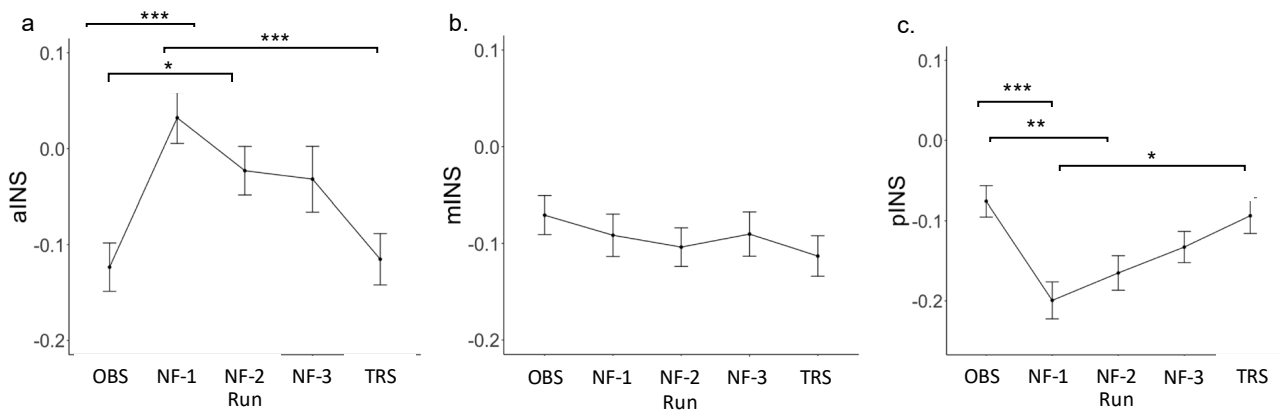 a
***
***
*
0.1
0.0
-0.1
-0.2
aINS
OBS NF-1 NF-2 NF-3 TRS
Run
b.
0.1
0.0
-0.1
-0.2
mINS
OBS NF-1 NF-2 NF-3 TRS
Run
c.
***
**
*
0.1
0.0
-0.1
-0.2
pINS
OBS NF-1 NF-2 NF-3 TRS
Run